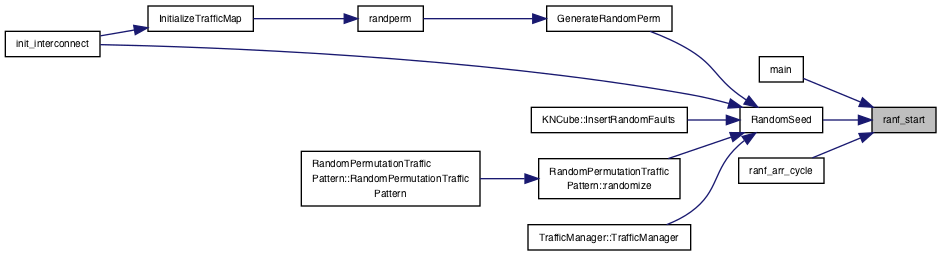 InitializeTrafficMap
randperm
GenerateRandomPerm
init_interconnect
main
KNCube::InsertRandomFaults
RandomSeed
ranf_start
RandomPermutationTraffic
Pattern::RandomPermutationTraffic
Pattern
RandomPermutationTraffic
Pattern::randomize
ranf_arr_cycle
TrafficManager::TrafficManager